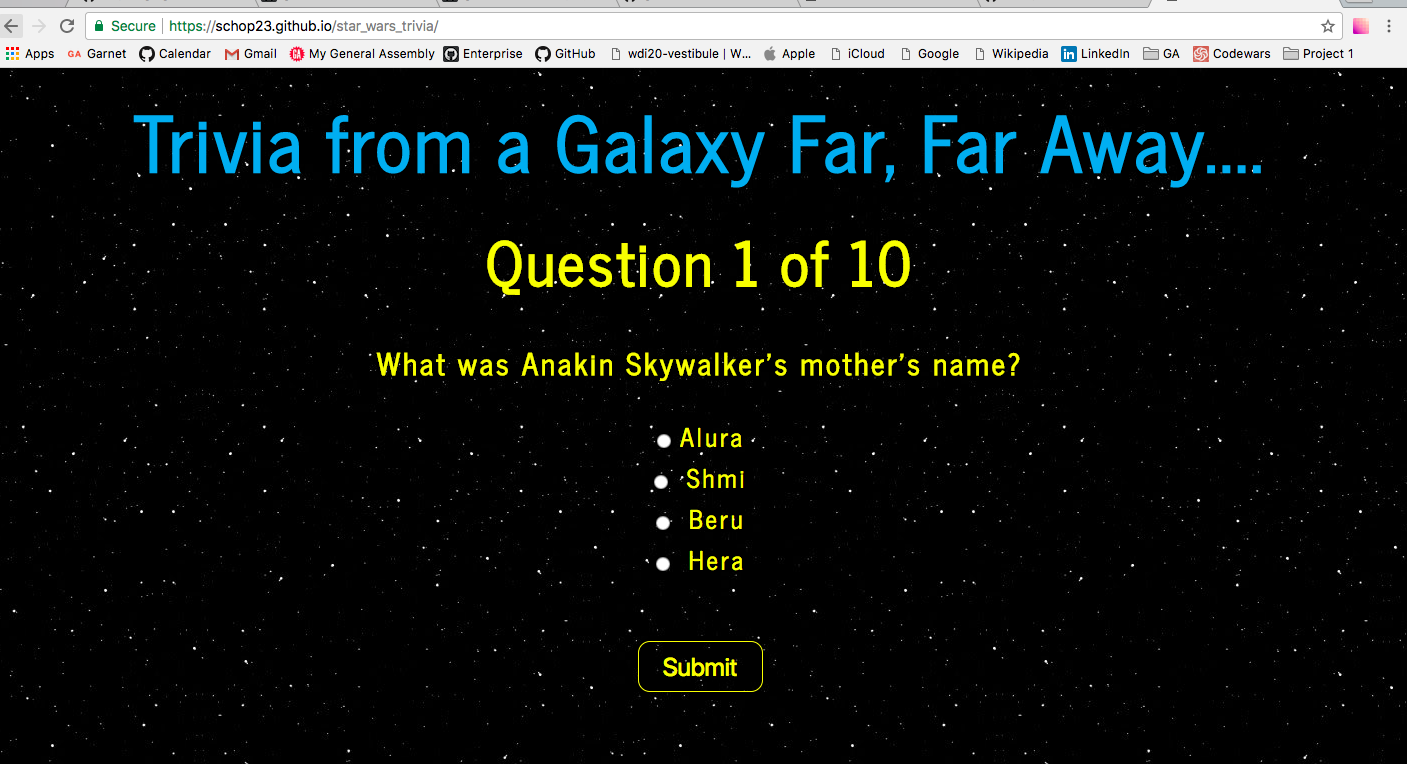 Secure https://schop23.github.io/star_wars_trivia/
Apps GA Garnet Calendar Gmail GA My General Assembly Enterprise GitHub wdi20-vestibule | W... Apple iCloud Google Wikipedia in LinkedIn GA Codewars Project 1
Trivia from a Galaxy Far, Far Away....
Question 1 of 10
What was Anakin Skywalker’s mother’s name?
Alura
Shmi
Beru
Hera
Submit